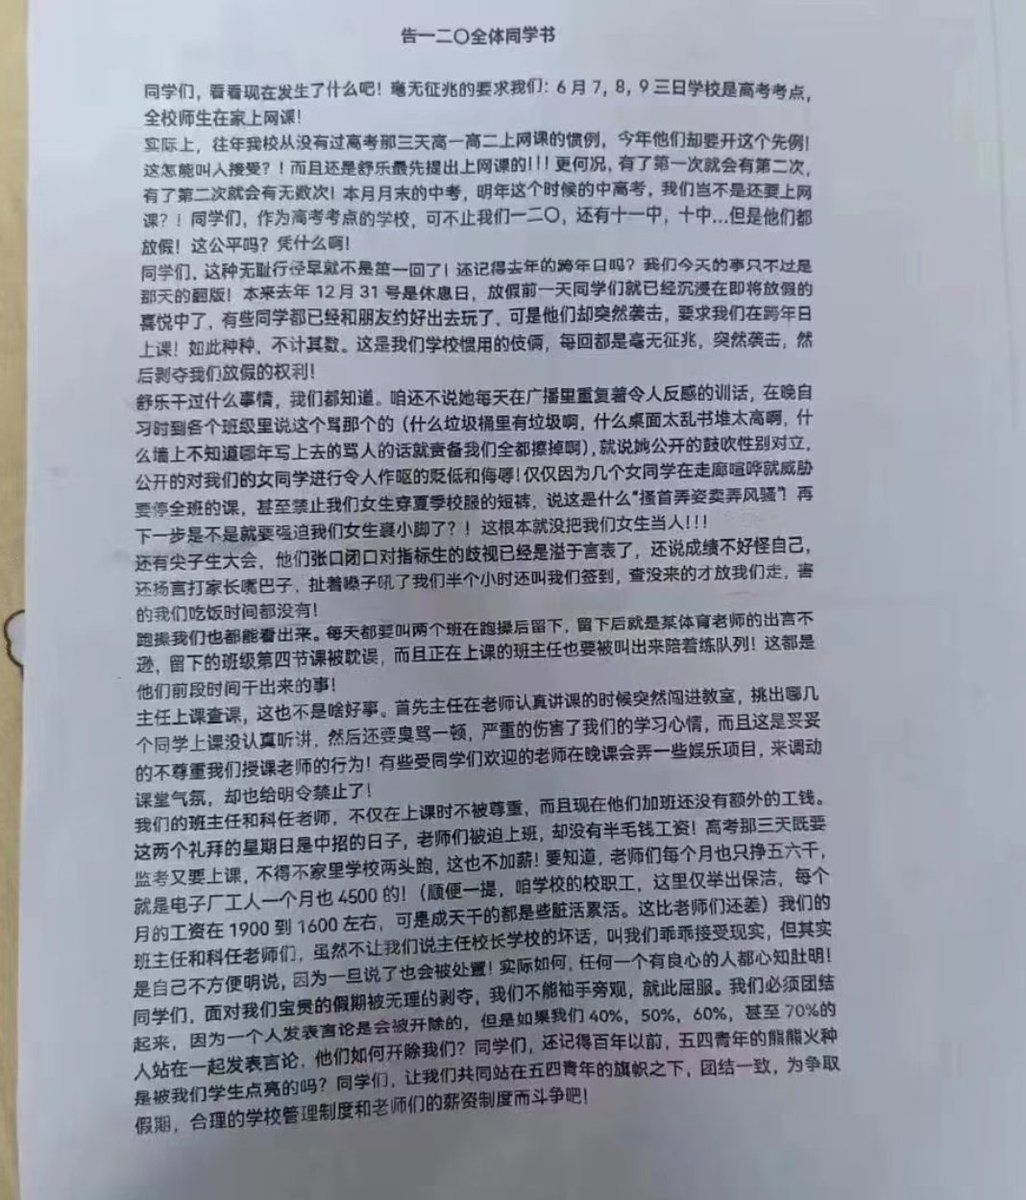 告一二〇全体同学书
同学们，看看现在发生了什么吧！毫无征兆的要求我们：6月7，8，9三日学校是高考考点，
全校师生在家上网课！
实际上，往年我校从没有过高考那三天高一高二上网课的惯例，今年他们却要开这个先例！
这怎能叫人接受？！而且还是舒乐最先提出上网课的！！！更何况，有了第一次就会有第二次，
有了第二次就会有无数次！本月月末的中考，明年这个时候的中高考，我们岂不是还要上网
课？！同学们，作为高考考点的学校，可不止我们一二〇，还有十一中，十中...但是他们都
放假！这公平吗？凭什么啊！
同学们，这种无耻行径早就不是第一回了！还记得去年的跨年日吗？我们今天的事只不过是
那天的翻版！本来去年12月31号是休息日，放假前一天同学们就已经沉浸在即将放假的
喜悦中了，有些同学都已经和朋友约好出去玩了，可是他们却突然袭击，要求我们在跨年日
上课！如此种种，不计其数。这是我们学校惯用的伎俩，每回都是毫无征兆，突然袭击，然
后剥夺我们放假的权利！
舒乐干过什么事情，我们都知道。咱还不说她每天在广播里重复著令人反感的训话，在晚自
习时到各个班级里说这个骂那个的（什么垃圾桶里有垃圾啊，什么桌面太乱书堆太高啊，什
么墙上不知道哪年写上去的骂人的话就责备我们全都擦掉啊），就说她公开的鼓吹性别对立，
公开的对我们的女同学进行令人作呕的贬低和侮辱！仅仅因为几个女同学在走廊喧哗就威胁
要停全班的课，甚至禁止我们女生穿夏季校服的短裤，说这是什么“搔首弄姿卖弄风骚”！再
下一步是不是就要强迫我们女生裹小脚了？！这根本就没把我们女生当人！！！
还有尖子生大会，他们张口闭口对指标生的歧视已经是溢于言表了，还说成绩不好怪自己，
还扬言打家长嘴巴子，扯着嗓子吼了我们半个小时还叫我们签到，查没来的才放我们走，害
的我们吃饭时间都没有！
跑操我们也都能看出来。每天都要叫两个班在跑操后留下，留下后就是某体育老师的出言不
逊，留下的班级第四节课被耽误，而且正在上课的班主任也要被叫出来陪着练队列！这都是
他们前段时间干出来的事！
主任上课查课，这也不是啥好事。首先主任在老师认真讲课的时候突然闯进教室，挑出哪几
个同学上课没认真听讲，然后还要臭骂一顿，严重的伤害了我们的学习心情，而且这是妥妥
的不尊重我们授课老师的行为！有些受同学们欢迎的老师在晚课会弄一些娱乐项目，来调动
课堂气氛，却也给明令禁止了！
我们的班主任和科任老师，不仅在上课时不被尊重，而且现在他们加班还没有额外的工钱。
这两个礼拜的星期日是中招的日子，老师们被迫上班，却没有半毛钱工资！高考那三天既要
监考又要上课，不得不家里学校两头跑，这也不加薪！要知道，老师们每个月也只挣五六千，
就是电子厂工人一个月也4500的！（顺便一提，咱学校的校职工，这里仅举出保洁，每个
月的工资在1900到1600左右，可是成天干的都是些脏活累活。这比老师们还差）我们的
班主任和科任老师们，虽然不让我们说主任校长学校的坏话，叫我们乖乖接受现实，但其实
是自己不方便明说，因为一旦说了也会被处置！实际如何，任何一个有良心的人都心知肚明！
同学们，面对我们宝贵的假期被无理的剥夺，我们不能袖手旁观，就此屈服。我们必须团结
起来，因为一个人发表言论是会被开除的，但是如果我们40%，50%，60%，甚至70%的
人站在一起发表言论，他们如何开除我们？同学们，还记得百年以前，五四青年的熊熊火种
是被我们学生点亮的吗？同学们，让我们共同站在五四青年的旗帜之下，团结一致，为争取
假期，合理的学校管理制度和老师们的薪资制度而斗争吧！